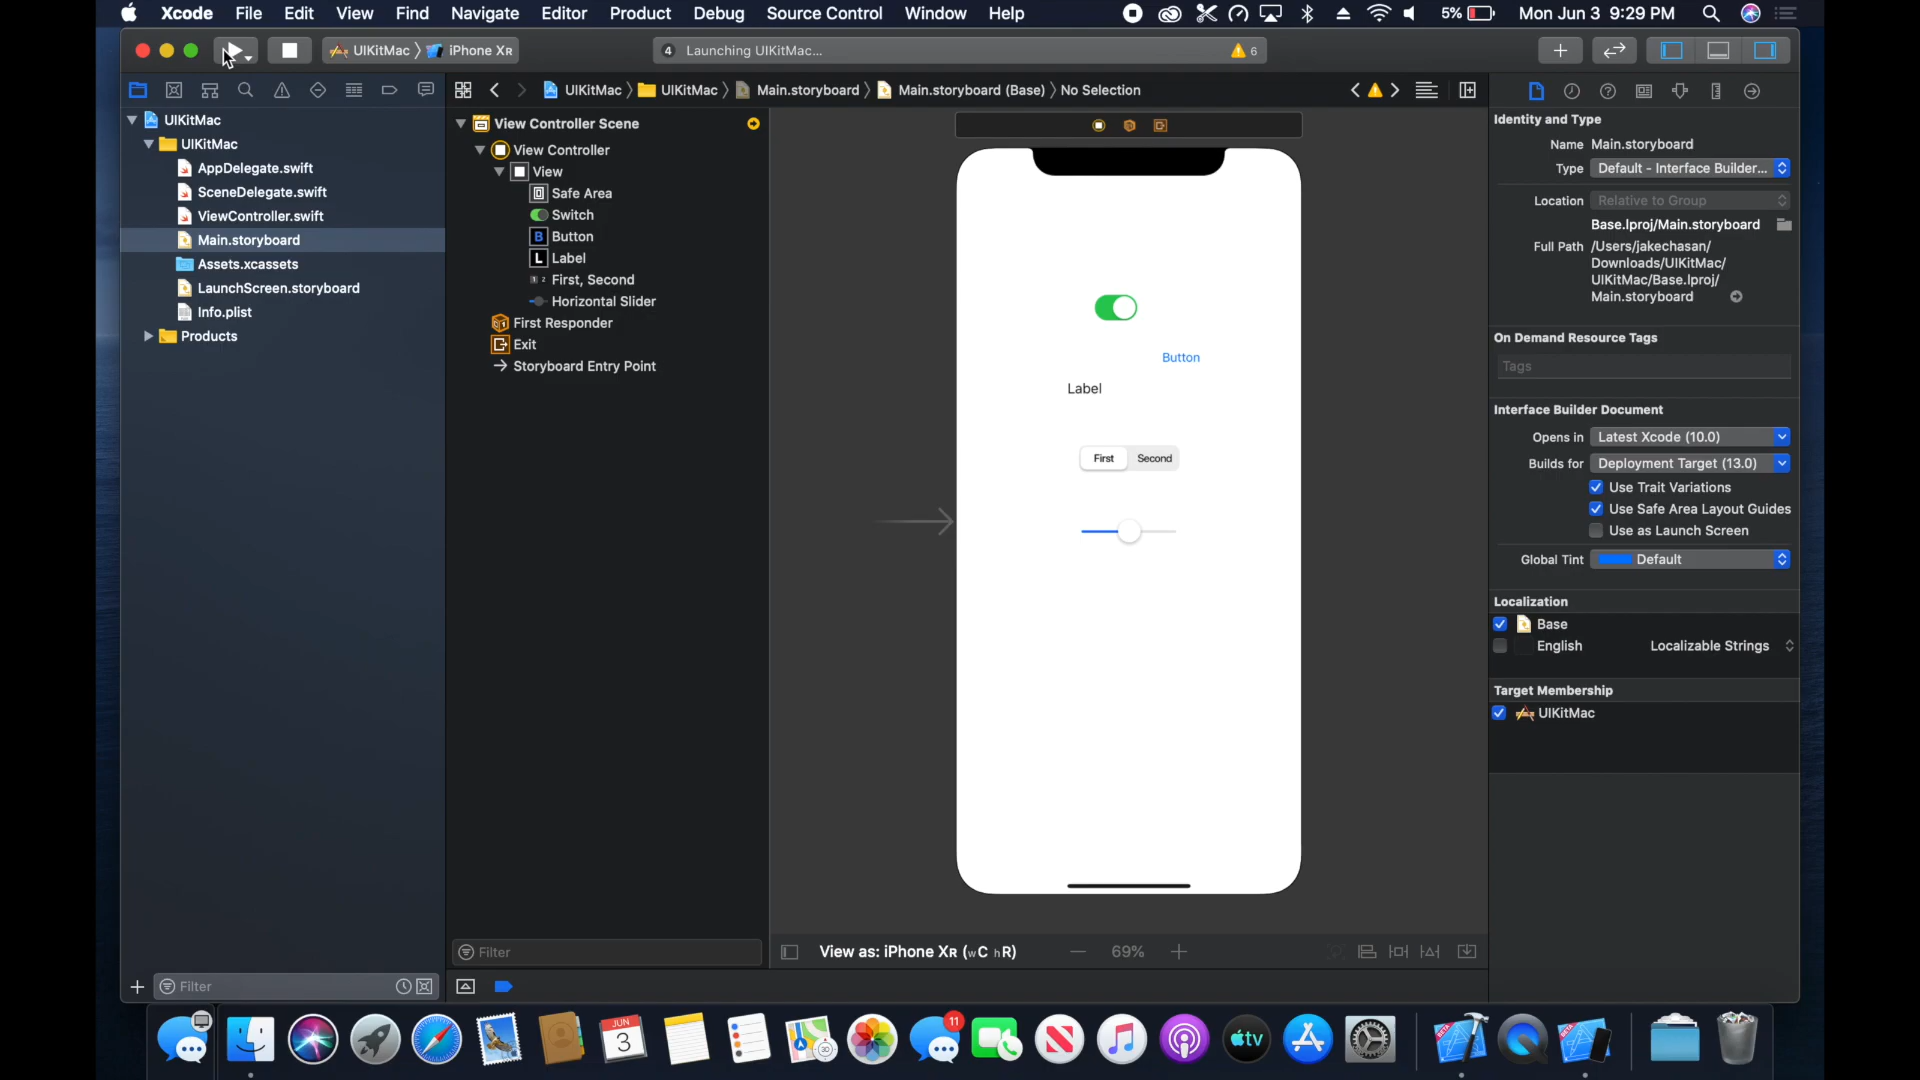 Xcode File Edit View Find Navigate Editor Product Debug Source Control Window Help 5% Mon Jun 3 9:29 PM
UIKitMac iPhone XR 4 Launching UIKitMac... 6
UIKitMac UIKitMac Main.storyboard Main.storyboard (Base) No Selection
UIKitMac
UIKitMac
AppDelegate.swift
SceneDelegate.swift
ViewController.swift
Main.storyboard
Assets.xcassets
LaunchScreen.storyboard
Info.plist
Products
Filter
View Controller Scene
View Controller
View
Safe Area
Switch
B Button
L Label
1 2 First, Second
Horizontal Slider
First Responder
Exit
Storyboard Entry Point
Filter
Button
Label
First Second
View as: iPhone XR (wC hR) 69%
Identity and Type
Name Main.storyboard
Type Default - Interface Builder...
Location Relative to Group
Base.lproj/Main.storyboard
Full Path /Users/jakechasan/
Downloads/UIKitMac/
UIKitMac/Base.lproj/
Main.storyboard
On Demand Resource Tags
Tags
Interface Builder Document
Opens in Latest Xcode (10.0)
Builds for Deployment Target (13.0)
Use Trait Variations
Use Safe Area Layout Guides
Use as Launch Screen
Global Tint Default
Localization
Base
English Localizable Strings
Target Membership
UIKitMac
JUN
3
3D
11
tv
BETA
BETA